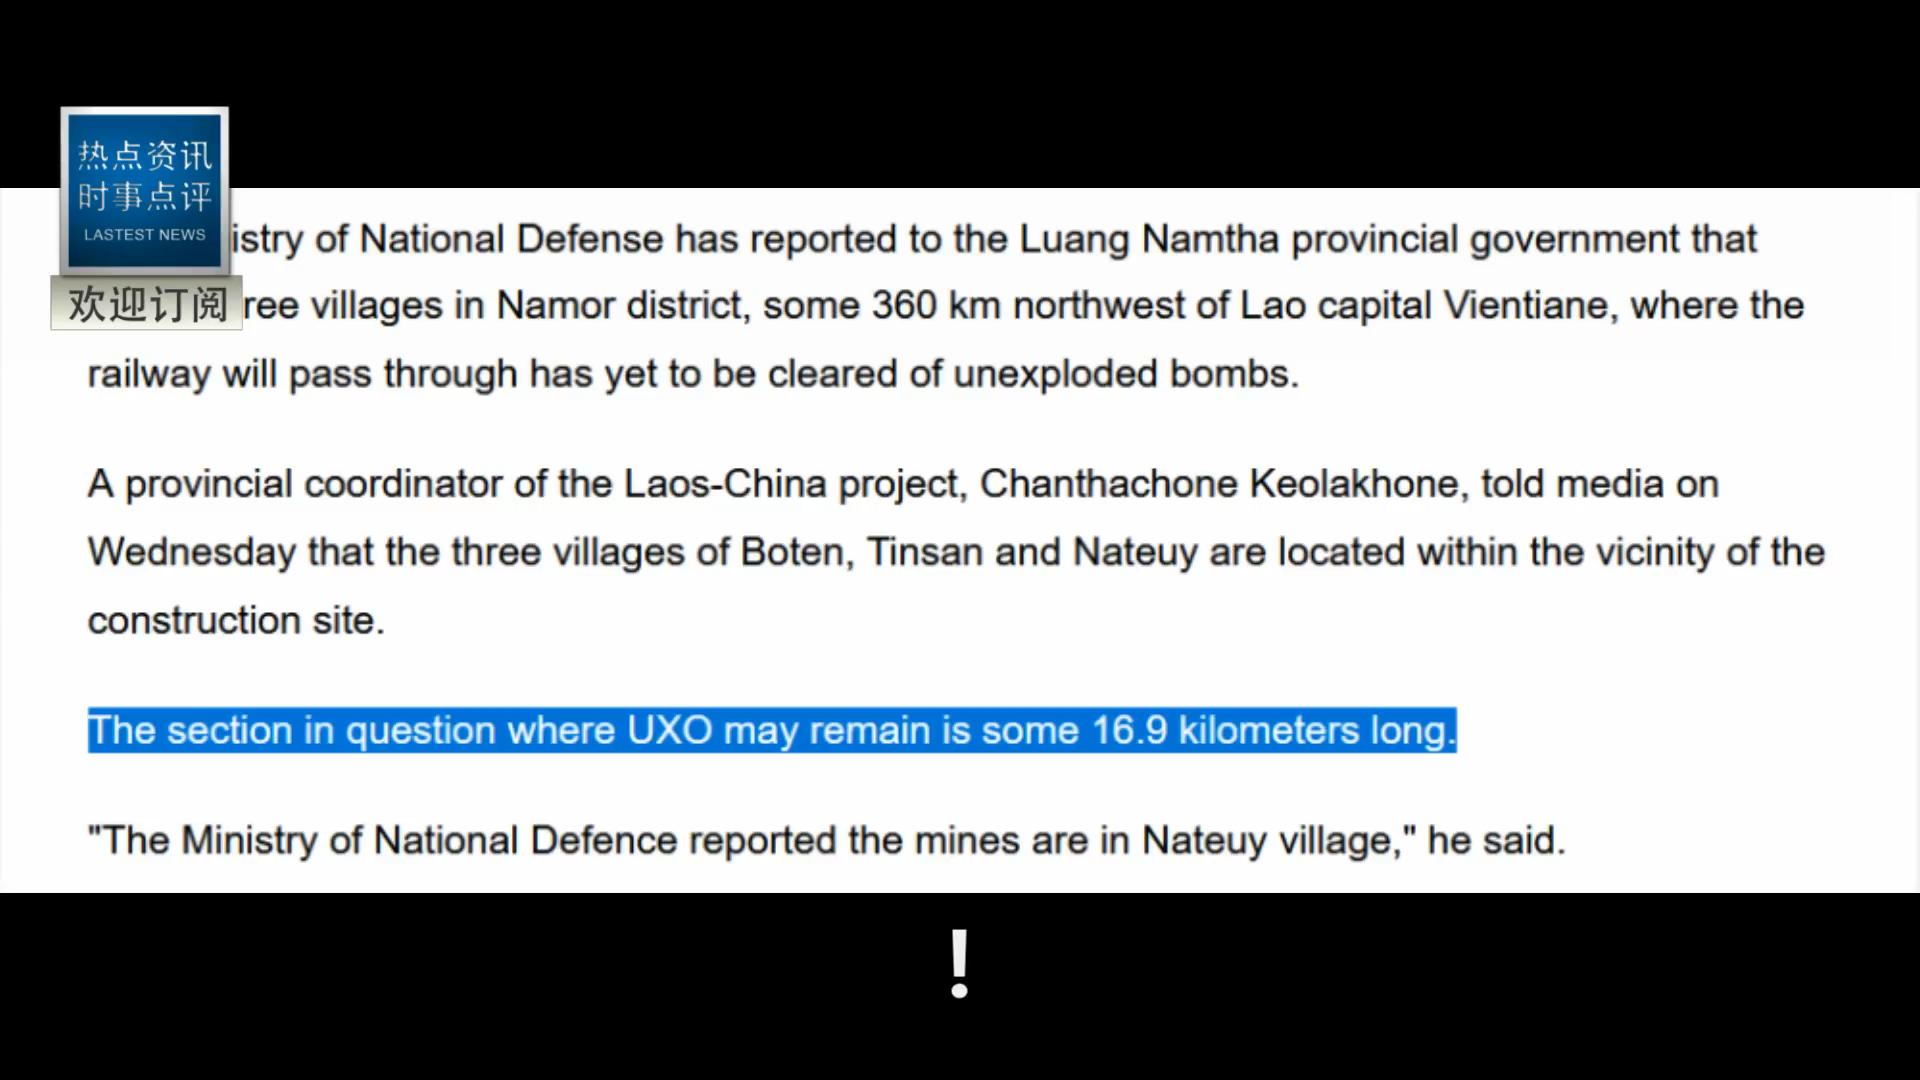 热点资讯
时事点评
LASTEST NEWS
欢迎订阅
istry of National Defense has reported to the Luang Namtha provincial government that
ree villages in Namor district, some 360 km northwest of Lao capital Vientiane, where the
railway will pass through has yet to be cleared of unexploded bombs.
A provincial coordinator of the Laos-China project, Chanthachone Keolakhone, told media on
Wednesday that the three villages of Boten, Tinsan and Nateuy are located within the vicinity of the
construction site.
The section in question where UXO may remain is some 16.9 kilometers long.
"The Ministry of National Defence reported the mines are in Nateuy village," he said.
!